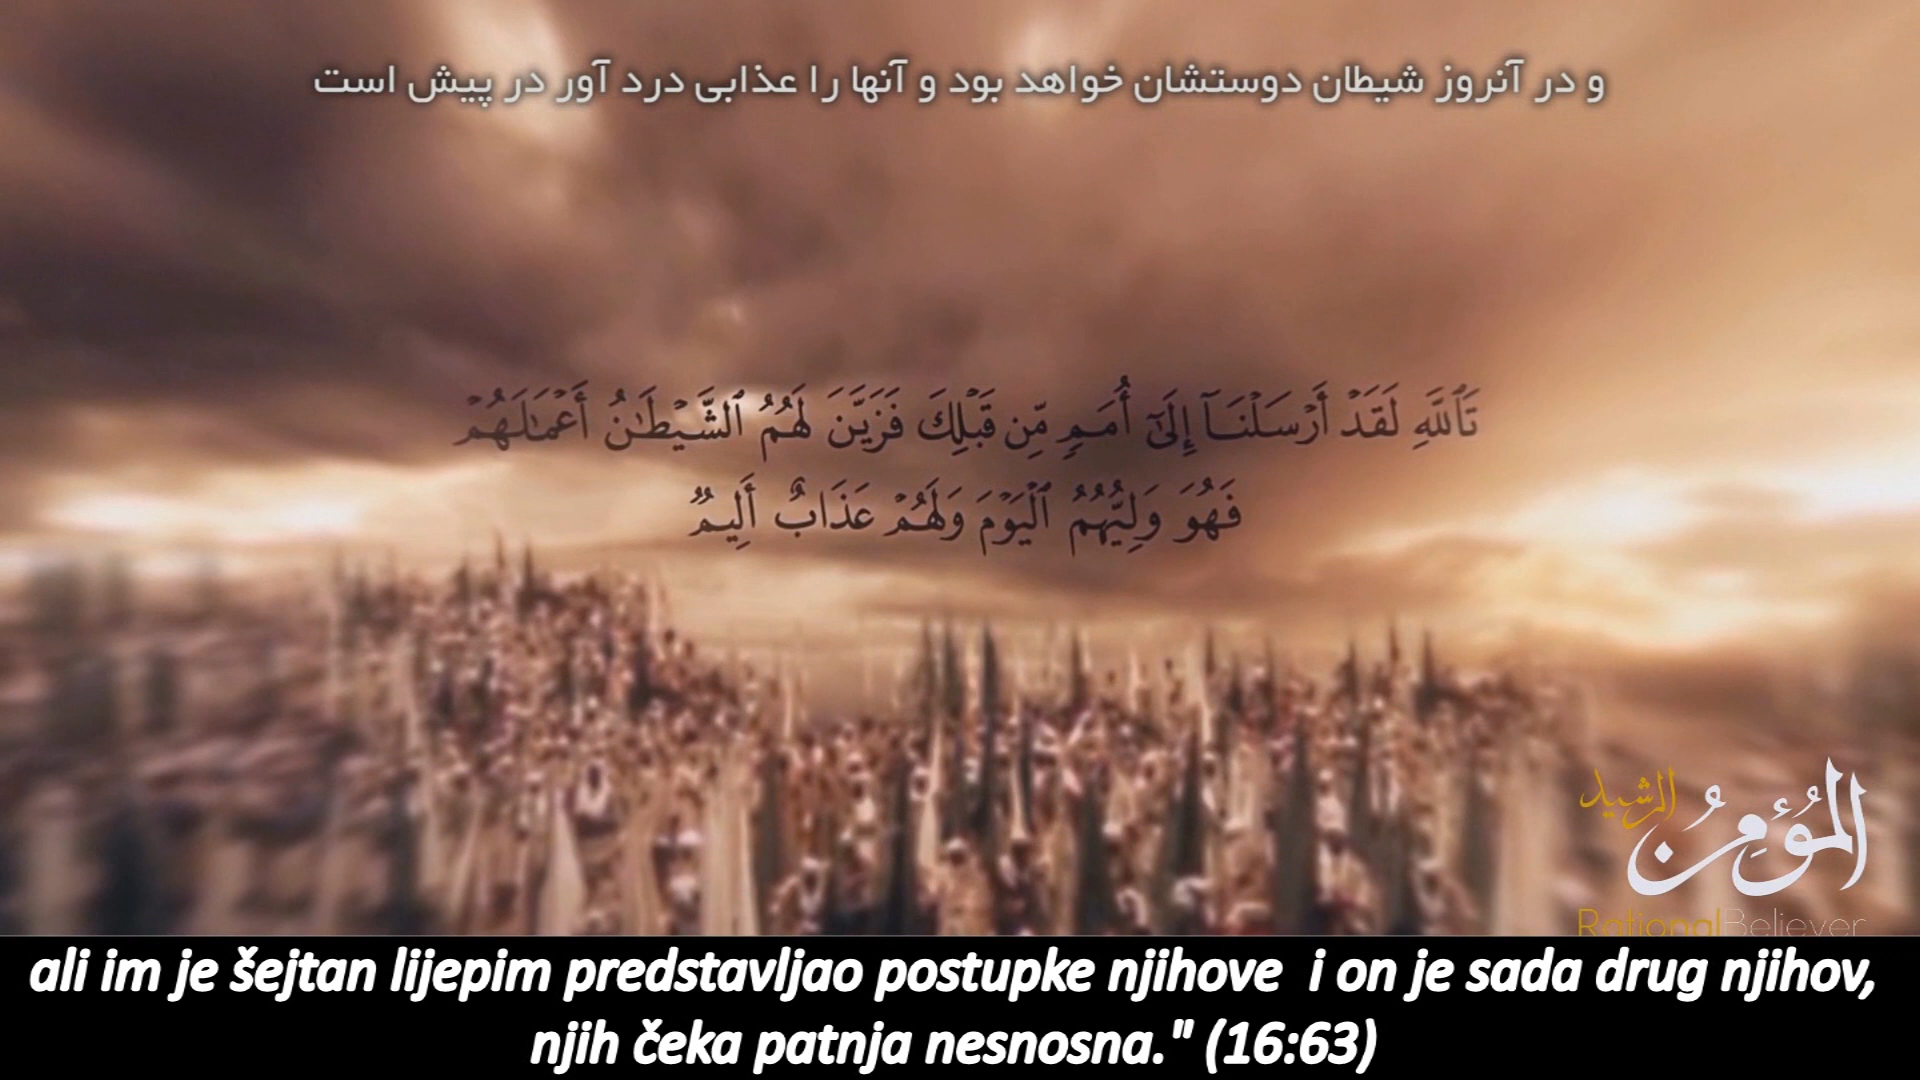 و در آنروز شیطان دوستشان خواهد بود و آنها را عذابی درد آور در پیش است
تَٱللَّهِ لَقَدۡ أَرۡسَلۡنَآ إِلَىٰٓ أُمَمٖ مِّن قَبۡلِكَ فَزَيَّنَ لَهُمُ ٱلشَّيۡطَٰنُ أَعۡمَٰلَهُمۡ
فَهُوَ وَلِيُّهُمُ ٱلۡيَوۡمَ وَلَهُمۡ عَذَابٌ أَلِيمٞ
المُؤْمِنُ الرشيد
RationalBeliever
ali im je šejtan lijepim predstavljao postupke njihove i on je sada drug njihov,
njih čeka patnja nesnosna." (16:63)